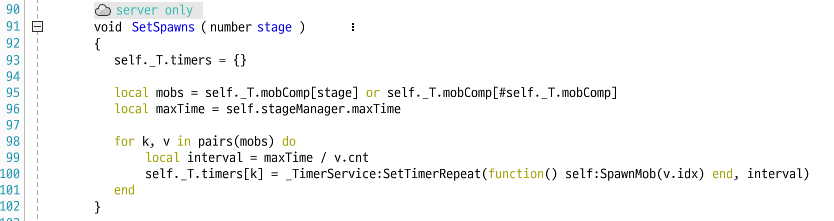 90 server only
91 void SetSpawns ( number stage )
92 {
93 self._T.timers = {}
94
95 local mobs = self._T.mobComp[stage] or self._T.mobComp[#self._T.mobComp]
96 local maxTime = self.stageManager.maxTime
97
98 for k, v in pairs(mobs) do
99 local interval = maxTime / v.cnt
100 self._T.timers[k] = _TimerService:SetTimerRepeat(function() self:SpawnMob(v.idx) end, interval)
101 end
102 }